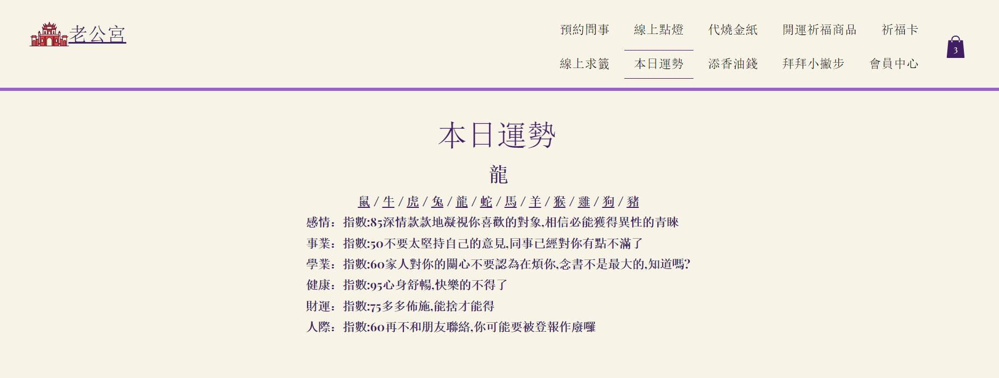 老公宮
預約問事 線上點燈 代燒金紙 開運祈福商品 祈福卡
3
線上求籤 本日運勢 添香油錢 拜拜小撇步 會員中心
本日運勢
龍
鼠 / 牛 / 虎 / 兔 / 龍 / 蛇 / 馬 / 羊 / 猴 / 雞 / 狗 / 豬
感情：指數:85深情款款地凝視你喜歡的對象,相信必能獲得異性的青睞
事業：指數:50不要太堅持自己的意見,同事已經對你有點不滿了
學業：指數:60家人對你的關心不要認為在煩你,念書不是最大的,知道嗎?
健康：指數:95心身舒暢,快樂的不得了
財運：指數:75多多佈施,能捨才能得
人際：指數:60再不和朋友聯絡,你可能要被登報作廢囉